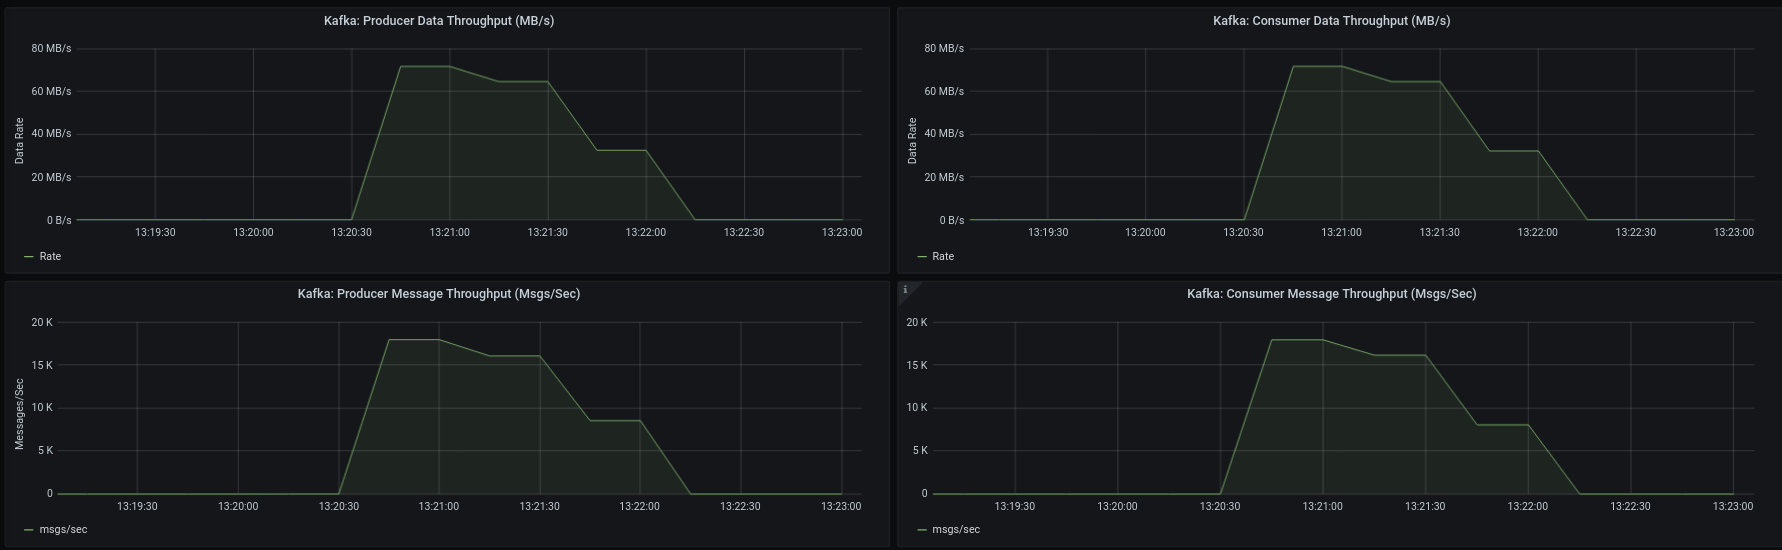 Kafka: Producer Data Throughput (MB/s)
80 MB/s
60 MB/s
40 MB/s
20 MB/s
0 B/s
Data Rate
13:19:30 13:20:00 13:20:30 13:21:00 13:21:30 13:22:00 13:22:30 13:23:00
Rate
Kafka: Consumer Data Throughput (MB/s)
80 MB/s
60 MB/s
40 MB/s
20 MB/s
0 B/s
Data Rate
13:19:30 13:20:00 13:20:30 13:21:00 13:21:30 13:22:00 13:22:30 13:23:00
Rate
Kafka: Producer Message Throughput (Msgs/Sec)
20 K
15 K
10 K
5 K
0
Messages/Sec
13:19:30 13:20:00 13:20:30 13:21:00 13:21:30 13:22:00 13:22:30 13:23:00
msgs/sec
i
Kafka: Consumer Message Throughput (Msgs/Sec)
20 K
15 K
10 K
5 K
0
13:19:30 13:20:00 13:20:30 13:21:00 13:21:30 13:22:00 13:22:30 13:23:00
msgs/sec